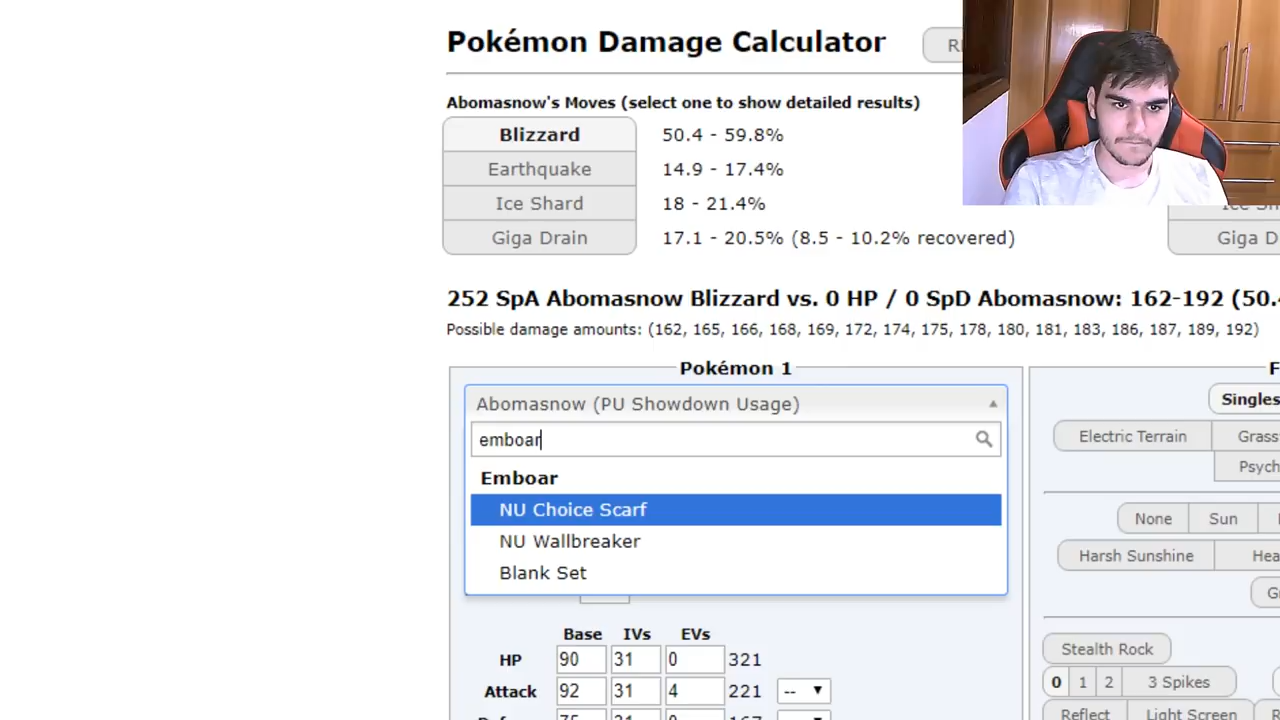 Pokémon Damage Calculator
Abomasnow's Moves (select one to show detailed results)
Blizzard 50.4 - 59.8%
Earthquake 14.9 - 17.4%
Ice Shard 18 - 21.4%
Giga Drain 17.1 - 20.5% (8.5 - 10.2% recovered) Giga D
252 SpA Abomasnow Blizzard vs. 0 HP / 0 SpD Abomasnow: 162-192 (50.4
Possible damage amounts: (162, 165, 166, 168, 169, 172, 174, 175, 178, 180, 181, 183, 186, 187, 189, 192)
Pokémon 1
Abomasnow (PU Showdown Usage)
Singles
emboar
Electric Terrain Grass
Psych
Emboar
NU Choice Scarf
None Sun
NU Wallbreaker
Harsh Sunshine Hea
Blank Set
Base IVs EVs
Stealth Rock
HP 90 31 0 321
0 1 2 3 Spikes
Attack 92 31 4 221 --
Reflect Light Screen